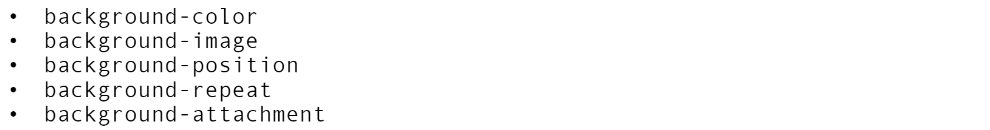 • background-color
• background-image
• background-position
• background-repeat
• background-attachment